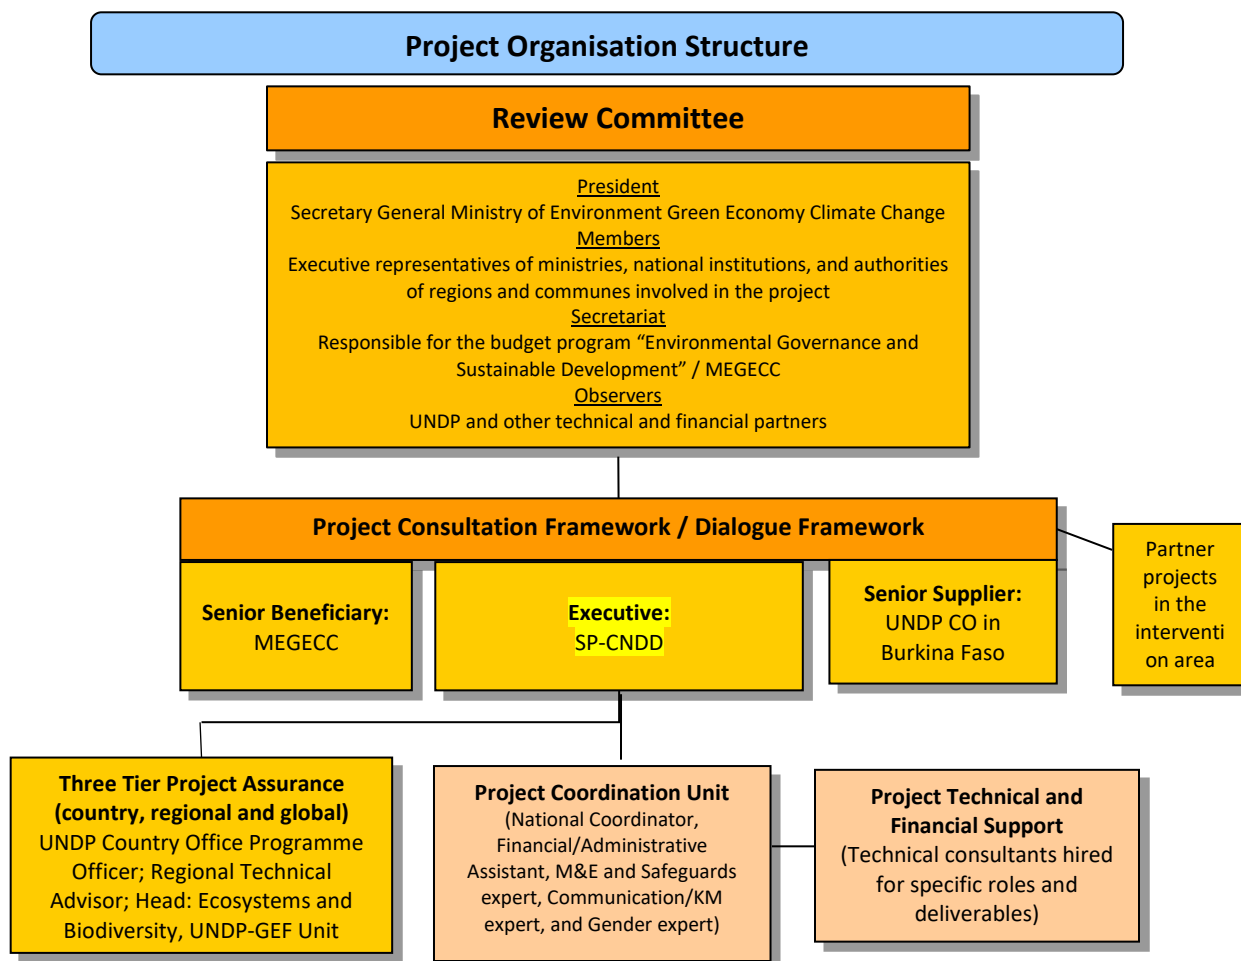 Project Organisation Structure
Review Committee
President
Secretary General Ministry of Environment Green Economy Climate Change
Members
Executive representatives of ministries, national institutions, and authorities
of regions and communes involved in the project
Secretariat
Responsible for the budget program “Environmental Governance and
Sustainable Development” / MEGECC
Observers
UNDP and other technical and financial partners
Project Consultation Framework / Dialogue Framework
Senior Beneficiary:
MEGECC
Executive:
SP-CNDD
Senior Supplier:
UNDP CO in
Burkina Faso
Partner
projects
in the
interventi
on area
Three Tier Project Assurance
(country, regional and global)
UNDP Country Office Programme
Officer; Regional Technical
Advisor; Head: Ecosystems and
Biodiversity, UNDP-GEF Unit
Project Coordination Unit
(National Coordinator,
Financial/Administrative
Assistant, M&E and Safeguards
expert, Communication/KM
expert, and Gender expert)
Project Technical and
Financial Support
(Technical consultants hired
for specific roles and
deliverables)